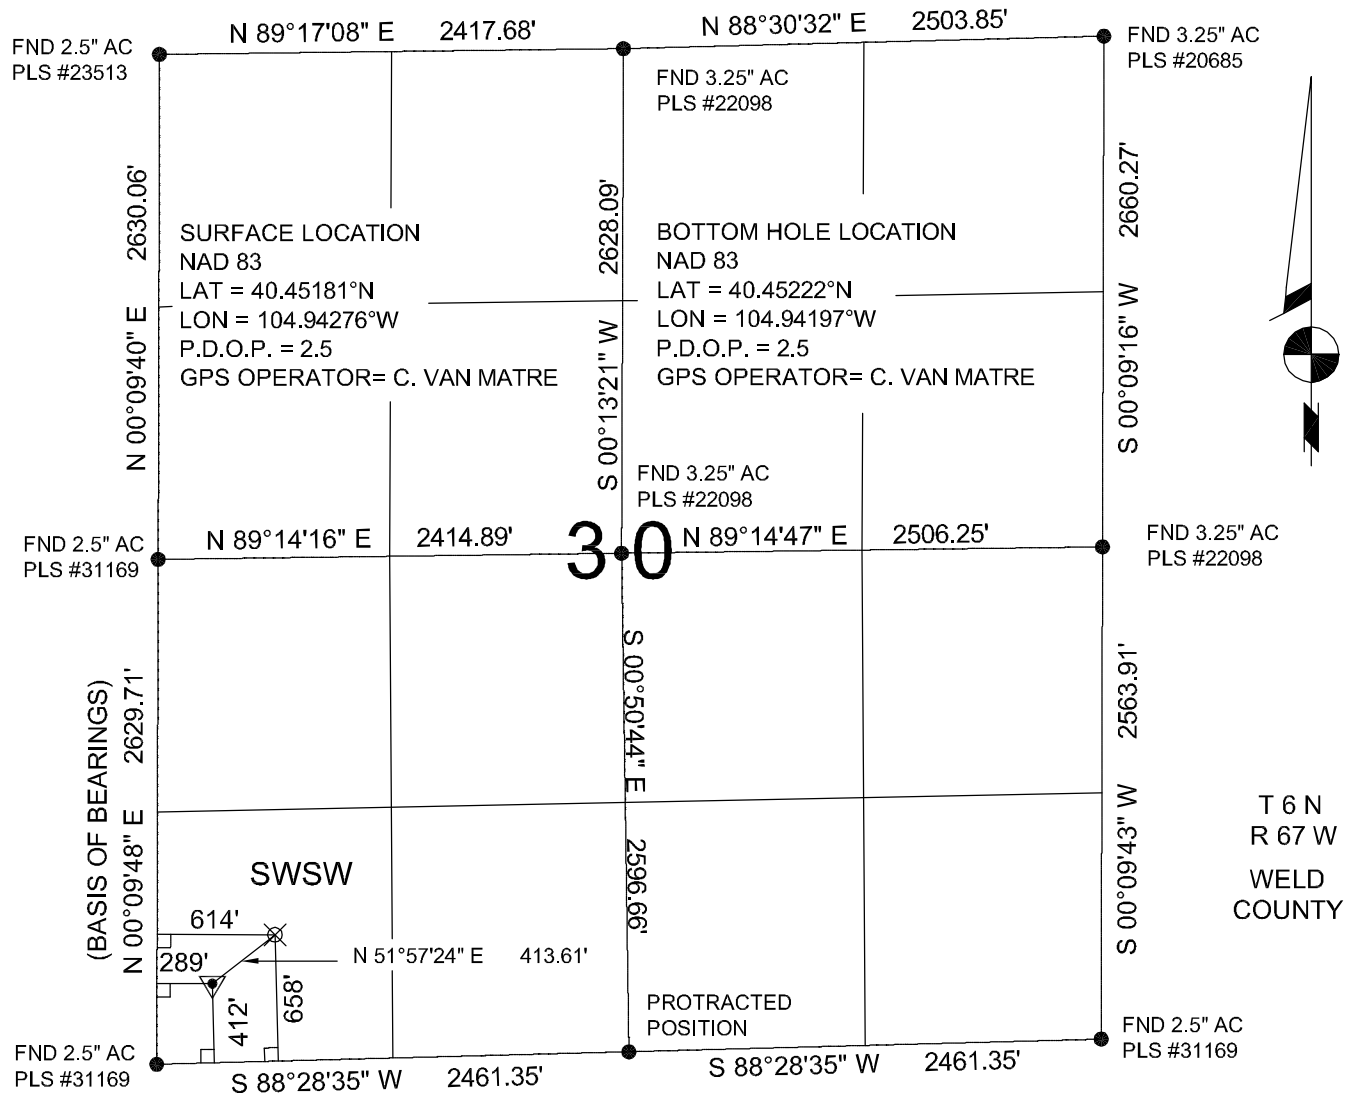 N 89°17'08" E 2417.68'
N 88°30'32" E 2503.85'
FND 2.5" AC
PLS #23513
FND 3.25" AC
PLS #22098
FND 3.25" AC
PLS #20685
N 00°09'40" E 2630.06'
S 00°13'21" W 2628.09'
S 00°09'16" W 2660.27'
SURFACE LOCATION
NAD 83
LAT = 40.45181°N
LON = 104.94276°W
P.D.O.P. = 2.5
GPS OPERATOR= C. VAN MATRE
BOTTOM HOLE LOCATION
NAD 83
LAT = 40.45222°N
LON = 104.94197°W
P.D.O.P. = 2.5
GPS OPERATOR= C. VAN MATRE
N
FND 3.25" AC
PLS #22098
FND 2.5" AC
PLS #31169
N 89°14'16" E 2414.89'
30
N 89°14'47" E 2506.25'
FND 3.25" AC
PLS #22098
(BASIS OF BEARINGS)
N 00°09'48" E 2629.71'
S 00°50'44" E 2596.66'
S 00°09'43" W 2563.91'
T 6 N
R 67 W
WELD
COUNTY
SWSW
614'
289'
N 51°57'24" E 413.61'
412'
658'
PROTRACTED
POSITION
FND 2.5" AC
PLS #31169
S 88°28'35" W 2461.35'
S 88°28'35" W 2461.35'
FND 2.5" AC
PLS #31169